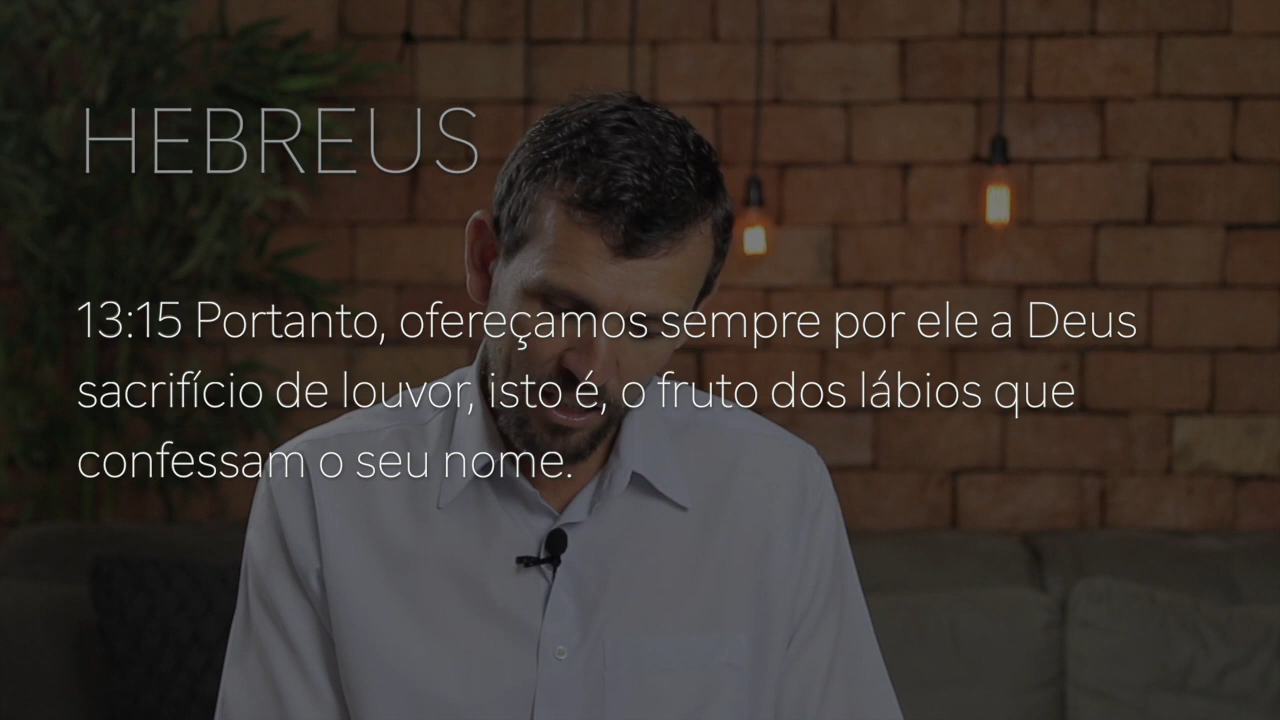 HEBREUS
13:15 Portanto, ofereçamos sempre por ele a Deus
sacrifício de louvor, isto é, o fruto dos lábios que
confessam o seu nome.